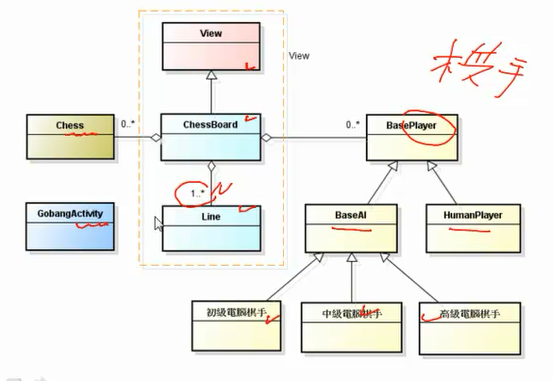 View
View
棋手
Chess
0..*
ChessBoard
0..*
BasePlayer
1..*
N
GobangActivity
Line
BaseAI
HumanPlayer
初級電腦棋手
中級電腦棋手
高級電腦棋手